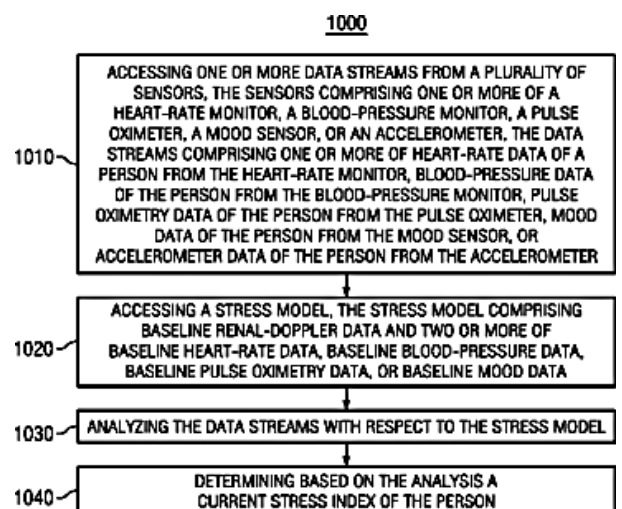 1000
ACCESSING ONE OR MORE DATA STREAMS FROM A PLURALITY OF
SENSORS, THE SENSORS COMPRISING ONE OR MORE OF A
HEART-RATE MONITOR, A BLOOD-PRESSURE MONITOR, A PULSE
OXIMETER, A MOOD SENSOR, OR AN ACCELEROMETER, THE DATA
STREAMS COMPRISING ONE OR MORE OF HEART-RATE DATA OF A
PERSON FROM THE HEART-RATE MONITOR, BLOOD-PRESSURE DATA
OF THE PERSON FROM THE BLOOD-PRESSURE MONITOR, PULSE
OXIMETRY DATA OF THE PERSON FROM THE PULSE OXIMETER, MOOD
DATA OF THE PERSON FROM THE MOOD SENSOR, OR
ACCELEROMETER DATA OF THE PERSON FROM THE ACCELEROMETER
1010
ACCESSING A STRESS MODEL, THE STRESS MODEL COMPRISING
BASELINE RENAL-DOPPLER DATA AND TWO OR MORE OF
BASELINE HEART-RATE DATA, BASELINE BLOOD-PRESSURE DATA,
BASELINE PULSE OXIMETRY DATA, OR BASELINE MOOD DATA
1020
ANALYZING THE DATA STREAMS WITH RESPECT TO THE STRESS MODEL
1030
DETERMINING BASED ON THE ANALYSIS A
CURRENT STRESS INDEX OF THE PERSON
1040